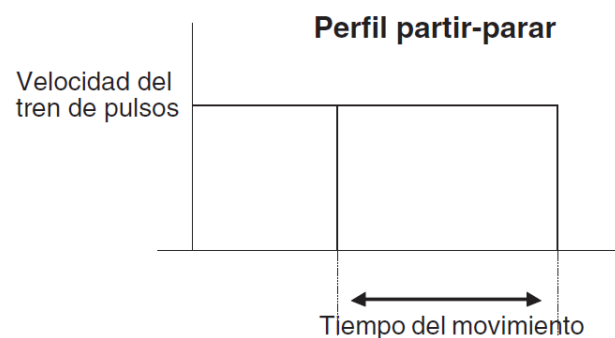 Perfil partir-parar
Velocidad del
tren de pulsos
Tiempo del movimiento